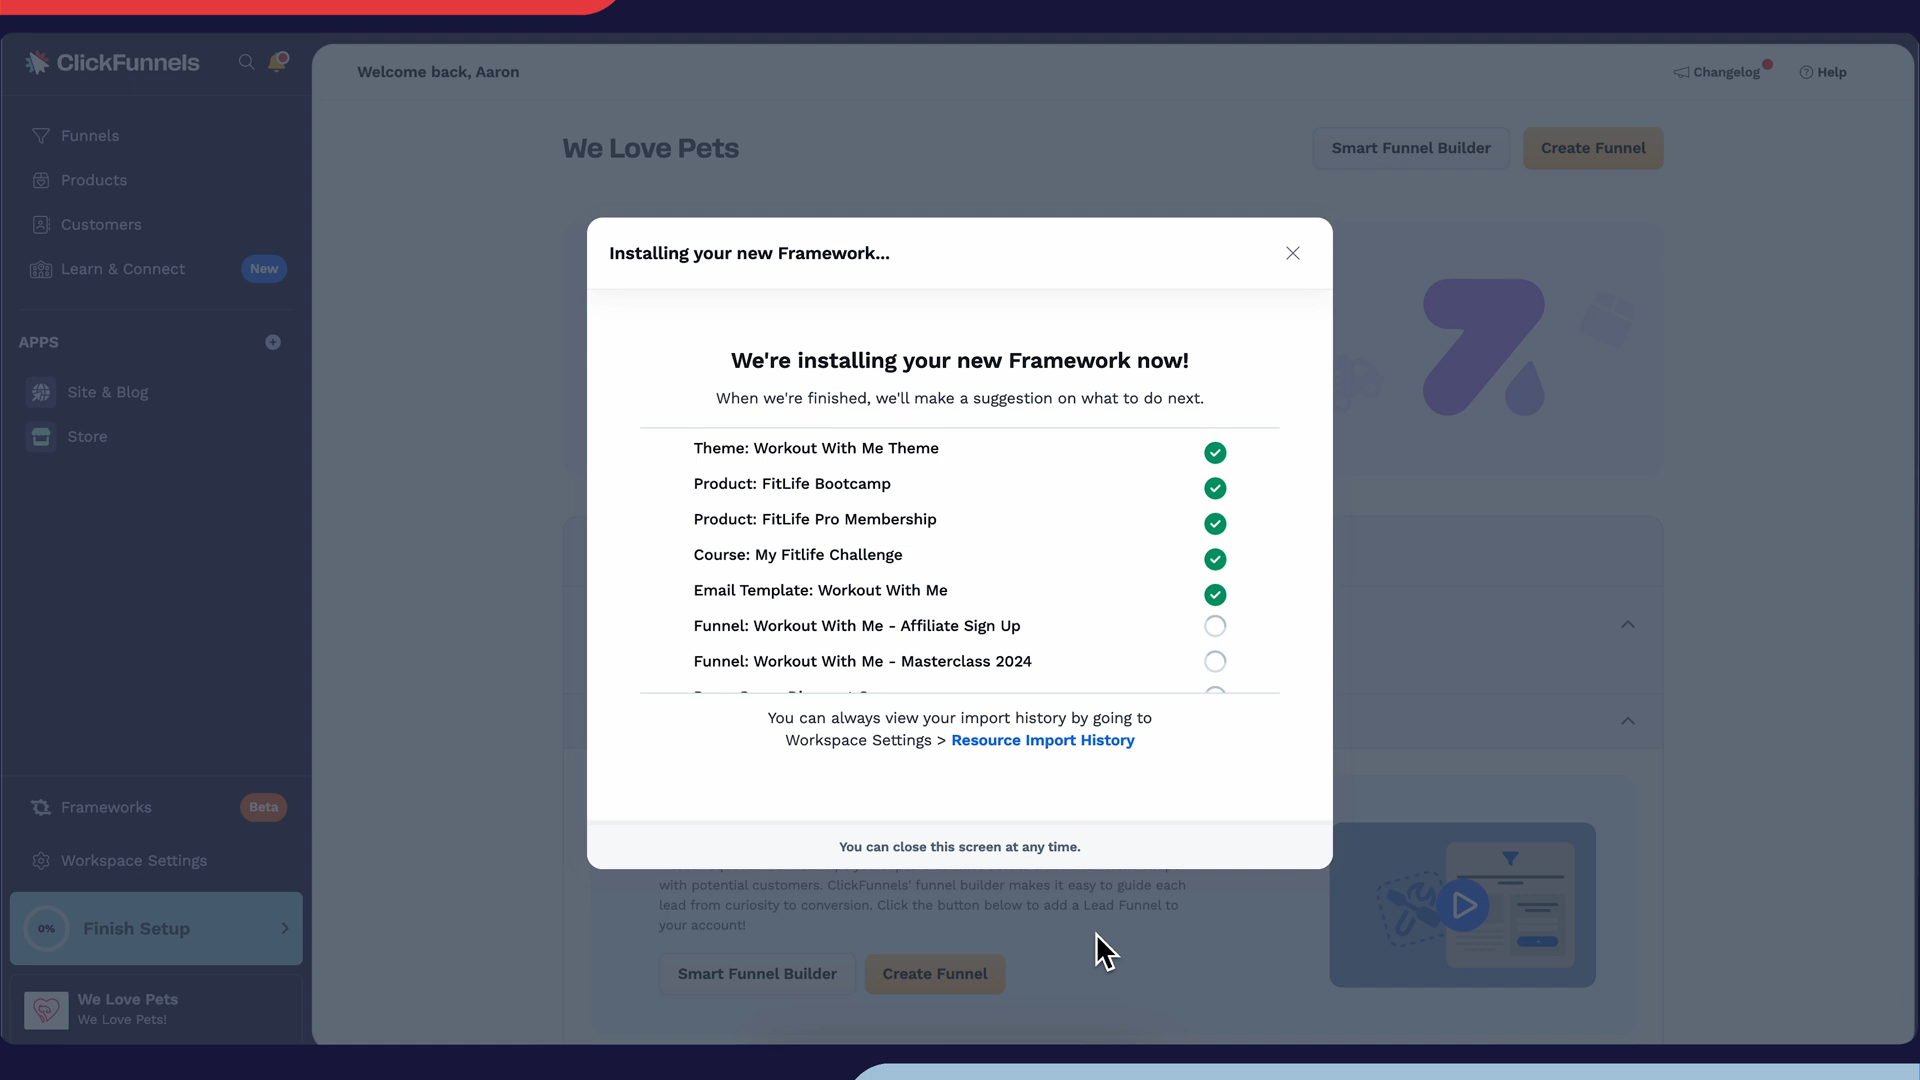 ClickFunnels
Welcome back, Aaron
Changelog
Help
Funnels
Products
Customers
Learn & Connect
New
APPS
Site & Blog
Store
Frameworks
Beta
Workspace Settings
0%
Finish Setup
We Love Pets
We Love Pets!
We Love Pets
Smart Funnel Builder
Create Funnel
Installing your new Framework...
We're installing your new Framework now!
When we're finished, we'll make a suggestion on what to do next.
Theme: Workout With Me Theme
Product: FitLife Bootcamp
Product: FitLife Pro Membership
Course: My Fitlife Challenge
Email Template: Workout With Me
Funnel: Workout With Me - Affiliate Sign Up
Funnel: Workout With Me - Masterclass 2024
You can always view your import history by going to
Workspace Settings > Resource Import History
You can close this screen at any time.
with potential customers. ClickFunnels' funnel builder makes it easy to guide each
lead from curiosity to conversion. Click the button below to add a Lead Funnel to
your account!
Smart Funnel Builder
Create Funnel